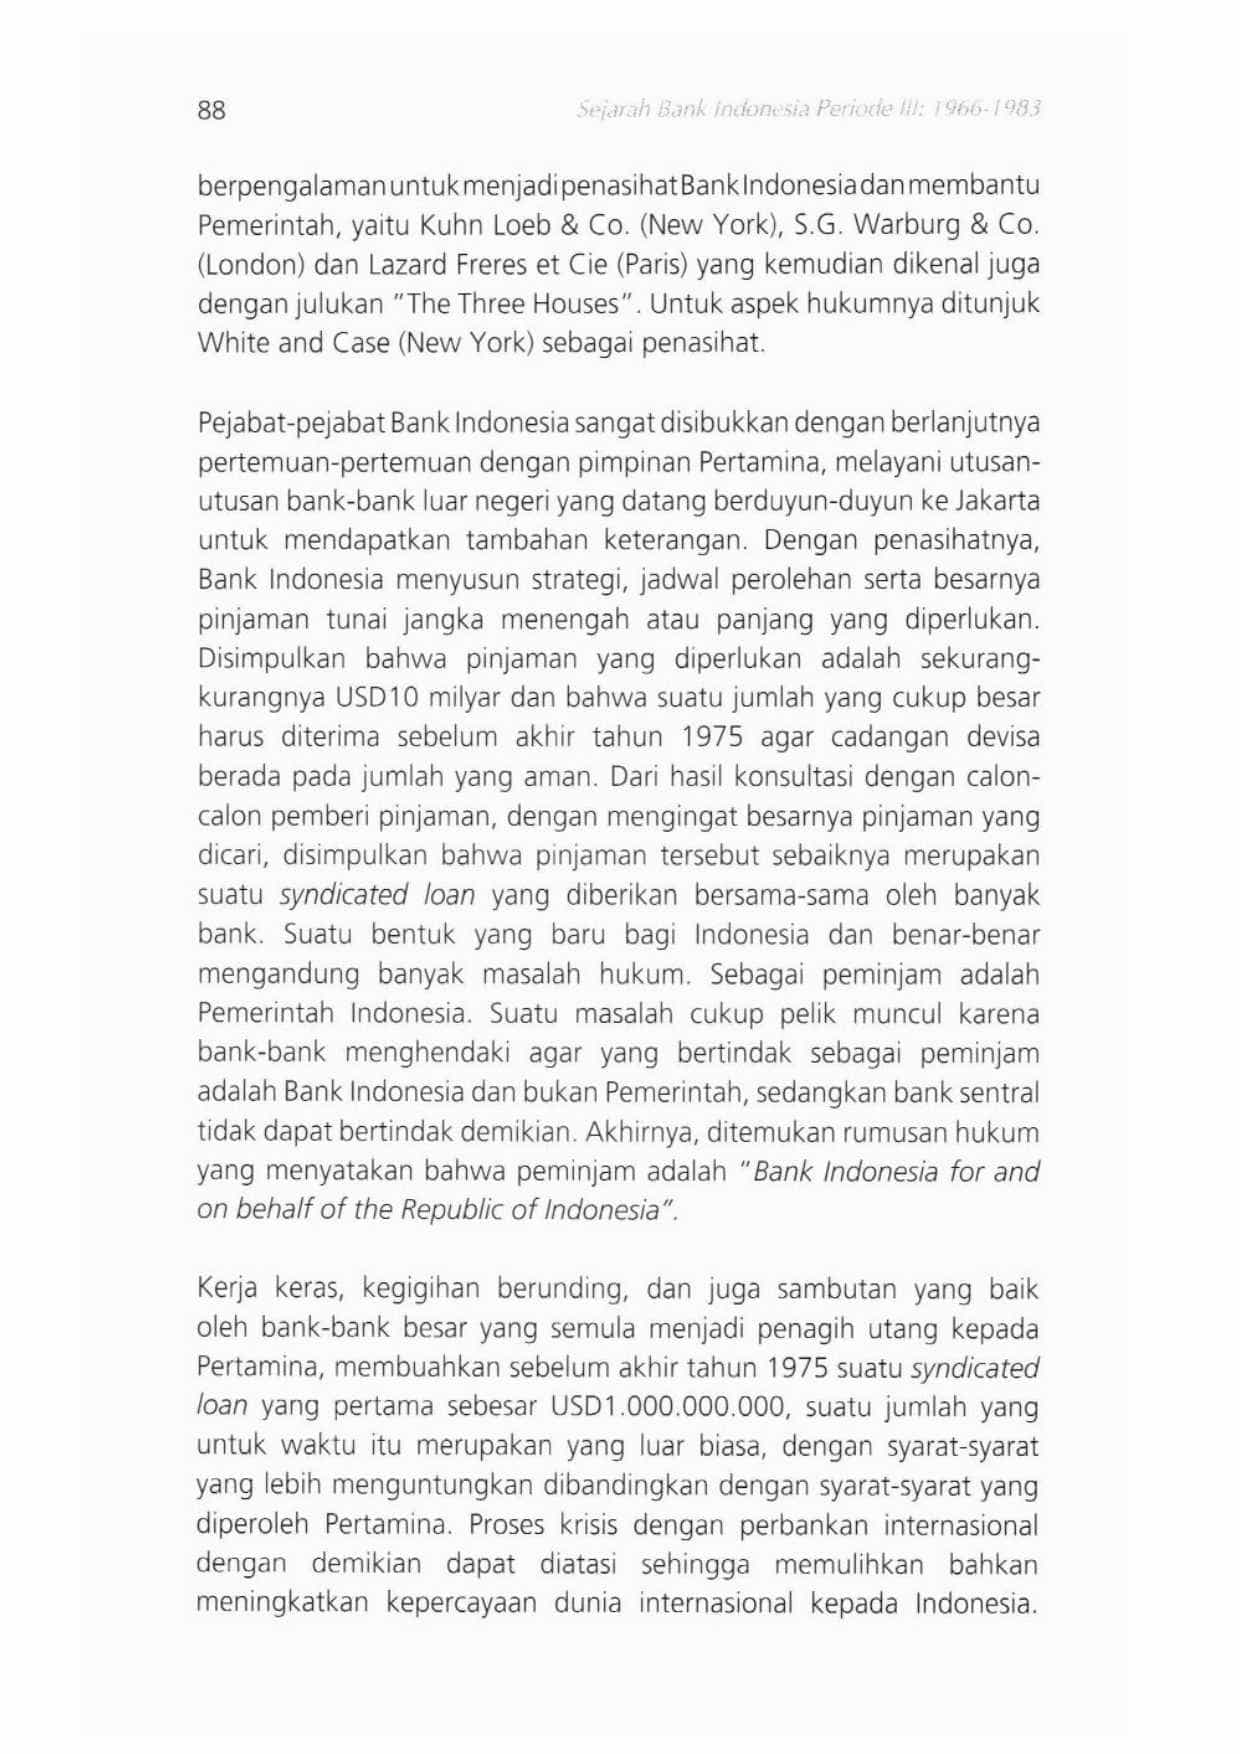 88
Sejarah Bank Indonesia Periode III: 1966-1983
berpengalaman untuk menjadi penasihat Bank Indonesia dan membantu
Pemerintah, yaitu Kuhn Loeb & Co. (New York), S.G. Warburg & Co.
(London) dan Lazard Freres et Cie (Paris) yang kemudian dikenal juga
dengan julukan "The Three Houses". Untuk aspek hukumnya ditunjuk
White and Case (New York) sebagai penasihat.
Pejabat-pejabat Bank Indonesia sangat disibukkan dengan berlanjutnya
pertemuan-pertemuan dengan pimpinan Pertamina, melayani utusan-
utusan bank-bank luar negeri yang datang berduyun-duyun ke Jakarta
untuk mendapatkan tambahan keterangan. Dengan penasihatnya,
Bank Indonesia menyusun strategi, jadwal perolehan serta besarnya
pinjaman tunai jangka menengah atau panjang yang diperlukan.
Disimpulkan bahwa pinjaman yang diperlukan adalah sekurang-
kurangnya USD10 milyar dan bahwa suatu jumlah yang cukup besar
harus diterima sebelum akhir tahun 1975 agar cadangan devisa
berada pada jumlah yang aman. Dari hasil konsultasi dengan calon-
calon pemberi pinjaman, dengan mengingat besarnya pinjaman yang
dicari, disimpulkan bahwa pinjaman tersebut sebaiknya merupakan
suatu syndicated loan yang diberikan bersama-sama oleh banyak
bank. Suatu bentuk yang baru bagi Indonesia dan benar-benar
mengandung banyak masalah hukum. Sebagai peminjam adalah
Pemerintah Indonesia. Suatu masalah cukup pelik muncul karena
bank-bank menghendaki agar yang bertindak sebagai peminjam
adalah Bank Indonesia dan bukan Pemerintah, sedangkan bank sentral
tidak dapat bertindak demikian. Akhirnya, ditemukan rumusan hukum
yang menyatakan bahwa peminjam adalah "Bank Indonesia for and
on behalf of the Republic of Indonesia".
Kerja keras, kegigihan berunding, dan juga sambutan yang baik
oleh bank-bank besar yang semula menjadi penagih utang kepada
Pertamina, membuahkan sebelum akhir tahun 1975 suatu syndicated
loan yang pertama sebesar USD1.000.000.000, suatu jumlah yang
untuk waktu itu merupakan yang luar biasa, dengan syarat-syarat
yang lebih menguntungkan dibandingkan dengan syarat-syarat yang
diperoleh Pertamina. Proses krisis dengan perbankan internasional
dengan demikian dapat diatasi sehingga memulihkan bahkan
meningkatkan kepercayaan dunia internasional kepada Indonesia.